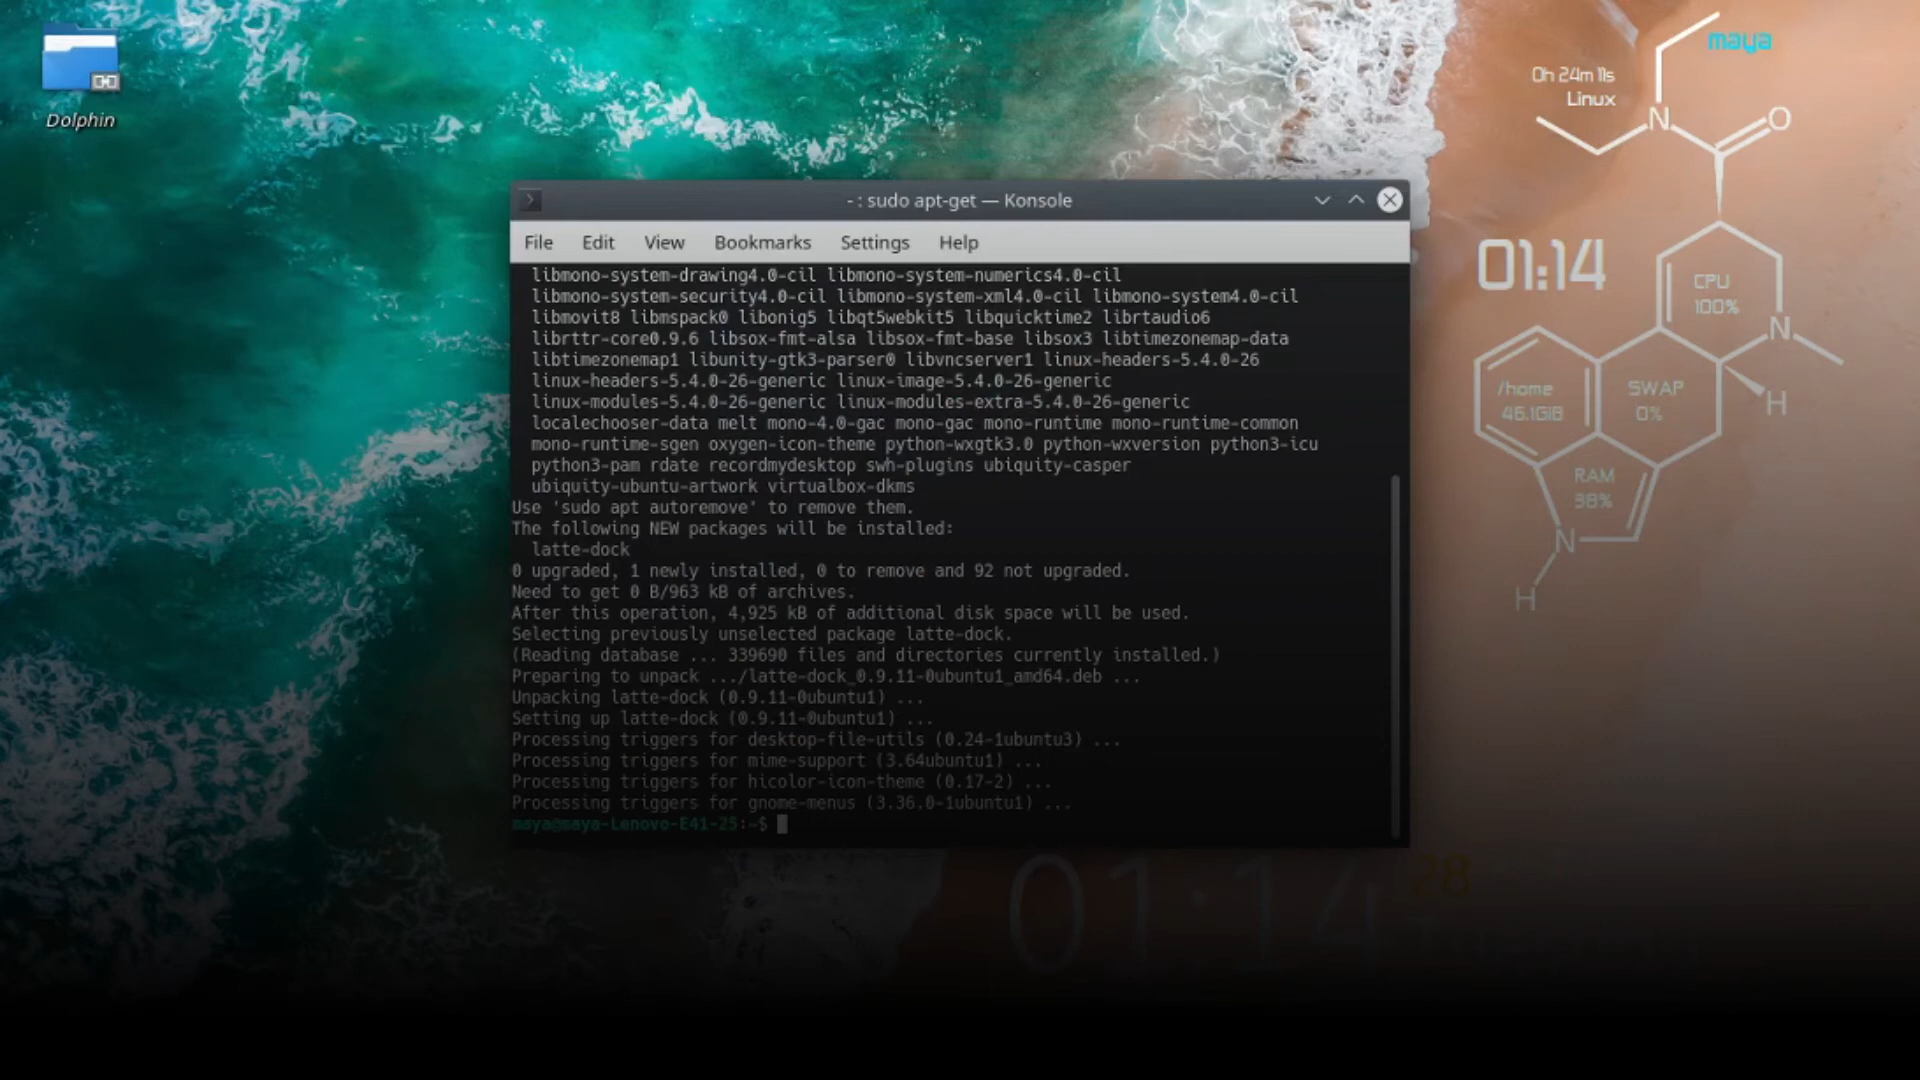 Dolphin
- : sudo apt-get — Konsole
File Edit View Bookmarks Settings Help
libmono-system-drawing4.0-cil libmono-system-numerics4.0-cil
libmono-system-security4.0-cil libmono-system-xml4.0-cil libmono-system4.0-cil
libmovit8 libmspack0 libonig5 libqt5webkit5 libquicktime2 librtaudio6
librttr-core0.9.6 libsox-fmt-alsa libsox-fmt-base libsox3 libtimezonemap-data
libtimezonemap1 libunity-gtk3-parser0 libvncserver1 linux-headers-5.4.0-26
linux-headers-5.4.0-26-generic linux-image-5.4.0-26-generic
linux-modules-5.4.0-26-generic linux-modules-extra-5.4.0-26-generic
localechooser-data melt mono-4.0-gac mono-gac mono-runtime mono-runtime-common
mono-runtime-sgen oxygen-icon-theme python-wxgtk3.0 python-wxversion python3-icu
python3-pam rdate recordmydesktop swh-plugins ubiquity-casper
ubiquity-ubuntu-artwork virtualbox-dkms
Use 'sudo apt autoremove' to remove them.
The following NEW packages will be installed:
latte-dock
0 upgraded, 1 newly installed, 0 to remove and 92 not upgraded.
Need to get 0 B/963 kB of archives.
After this operation, 4,925 kB of additional disk space will be used.
Selecting previously unselected package latte-dock.
(Reading database ... 339690 files and directories currently installed.)
Preparing to unpack .../latte-dock_0.9.11-0ubuntu1_amd64.deb ...
Unpacking latte-dock (0.9.11-0ubuntu1) ...
Setting up latte-dock (0.9.11-0ubuntu1) ...
Processing triggers for desktop-file-utils (0.24-1ubuntu3) ...
Processing triggers for mime-support (3.64ubuntu1) ...
Processing triggers for hicolor-icon-theme (0.17-2) ...
Processing triggers for gnome-menus (3.36.0-1ubuntu1) ...
maya@maya-Lenovo-E41-25:~$
maya
0h 24m 11s
Linux
N
O
01:14
CPU
100%
N
/home
46.1GiB
SWAP
0%
H
RAM
38%
N
H
01:14
28